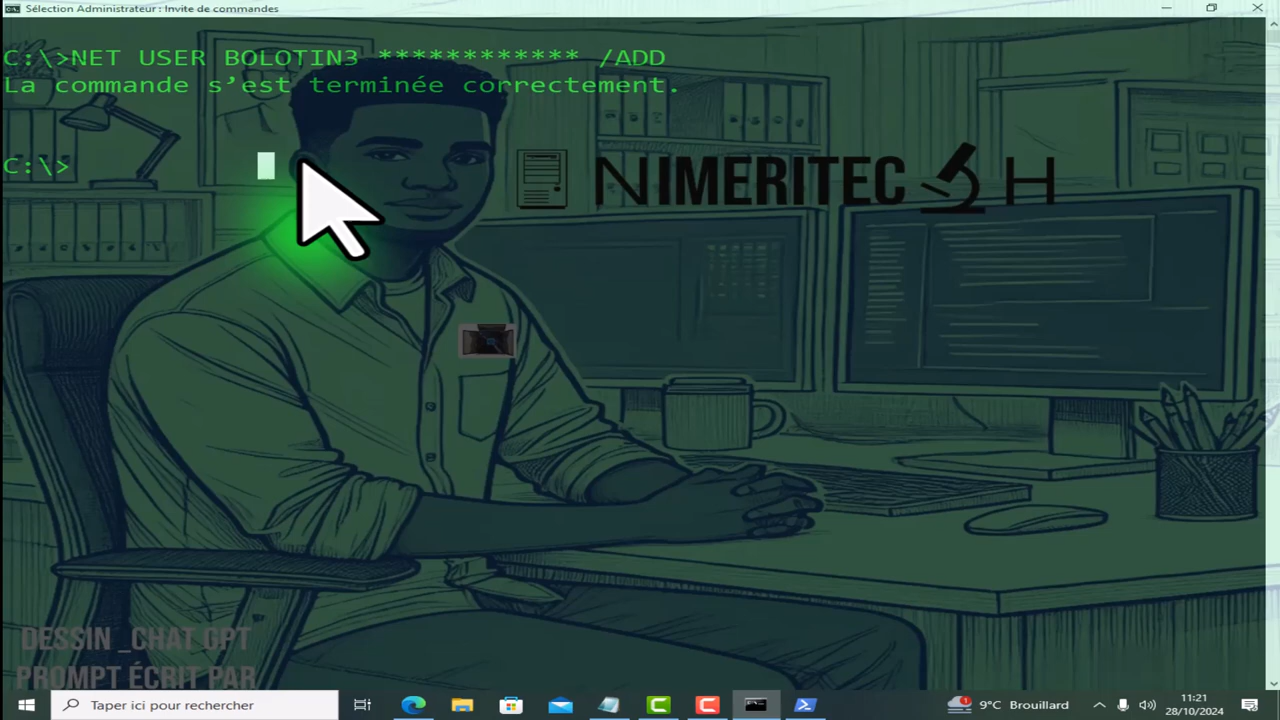 Sélection Administrateur : Invite de commandes
C:\>NET USER BOLOTIN3 ************ /ADD
La commande s'est terminée correctement.
C:\>
NIMERITEC H
DESSIN _CHAT GPT
PROMPT ÉCRIT PAR
Taper ici pour rechercher
9°C Brouillard
11:21
28/10/2024